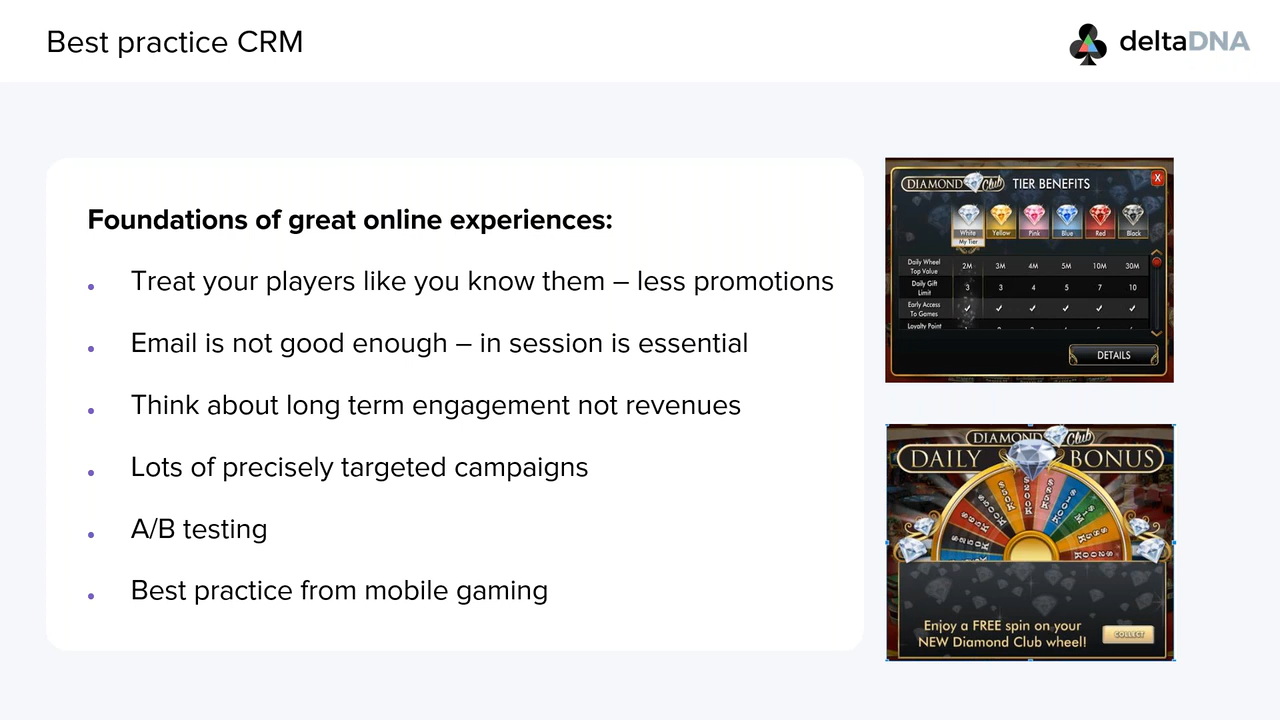 Best practice CRM
deltaDNA
Foundations of great online experiences:
Treat your players like you know them – less promotions
Email is not good enough – in session is essential
Think about long term engagement not revenues
Lots of precisely targeted campaigns
A/B testing
Best practice from mobile gaming
DIAMOND Club TIER BENEFITS X
White Yellow Pink Blue Red Black
My Tier
Daily Wheel Top Value 2M 3M 4M 5M 10M 30M
Daily Gift Limit 3 3 4 5 7 10
Early Access To Games ✓ ✓ ✓ ✓ ✓ ✓
Loyalty Point
DETAILS
DIAMOND Club
DAILY BONUS
$200K
Enjoy a FREE spin on your
NEW Diamond Club wheel!
COLLECT